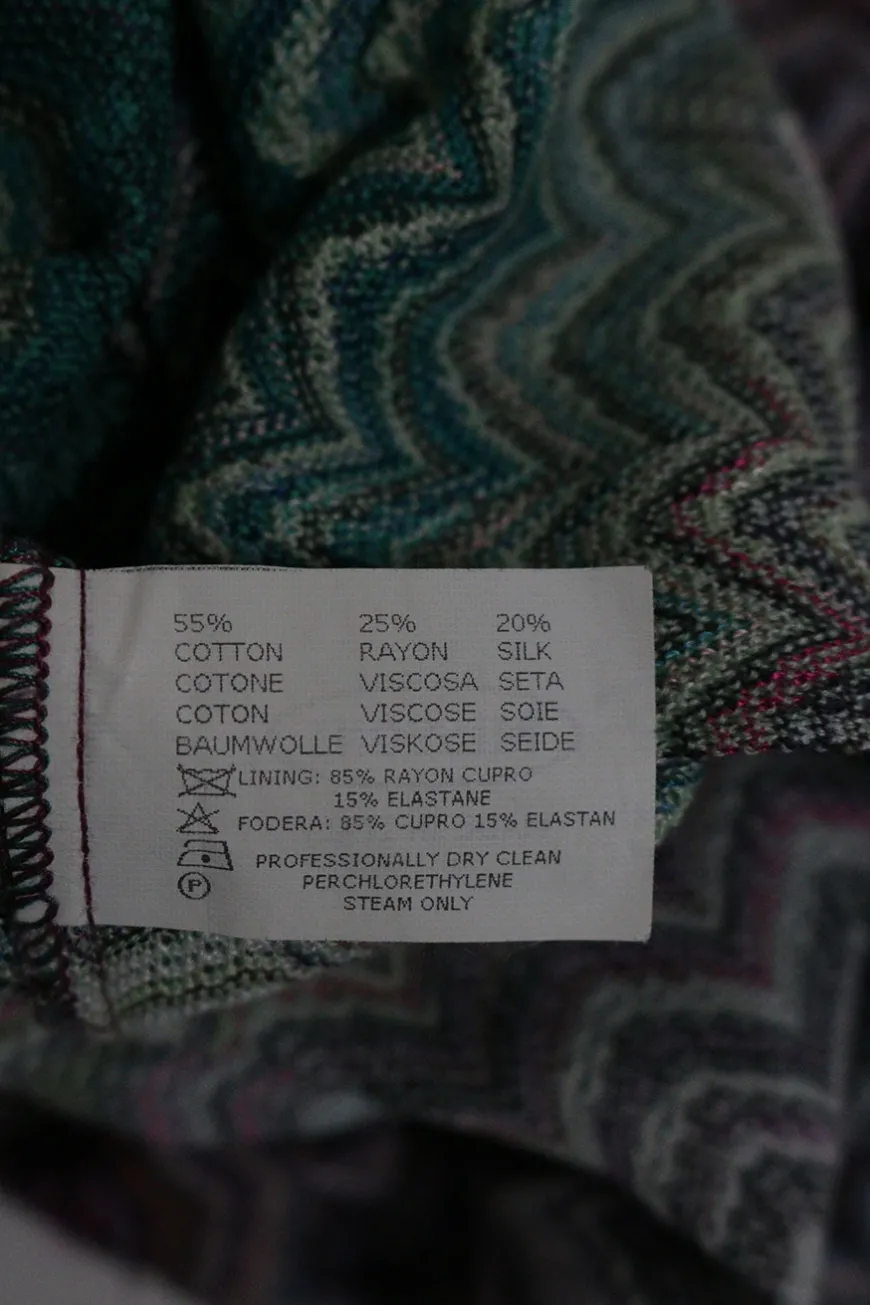 55% 25% 20%
COTTON RAYON SILK
COTONE VISCOSA SETA
COTON VISCOSE SOIE
BAUMWOLLE VISKOSE SEIDE
LINING: 85% RAYON CUPRO
15% ELASTANE
FODERA: 85% CUPRO 15% ELASTAN
PROFESSIONALLY DRY CLEAN
P PERCHLORETHYLENE
STEAM ONLY